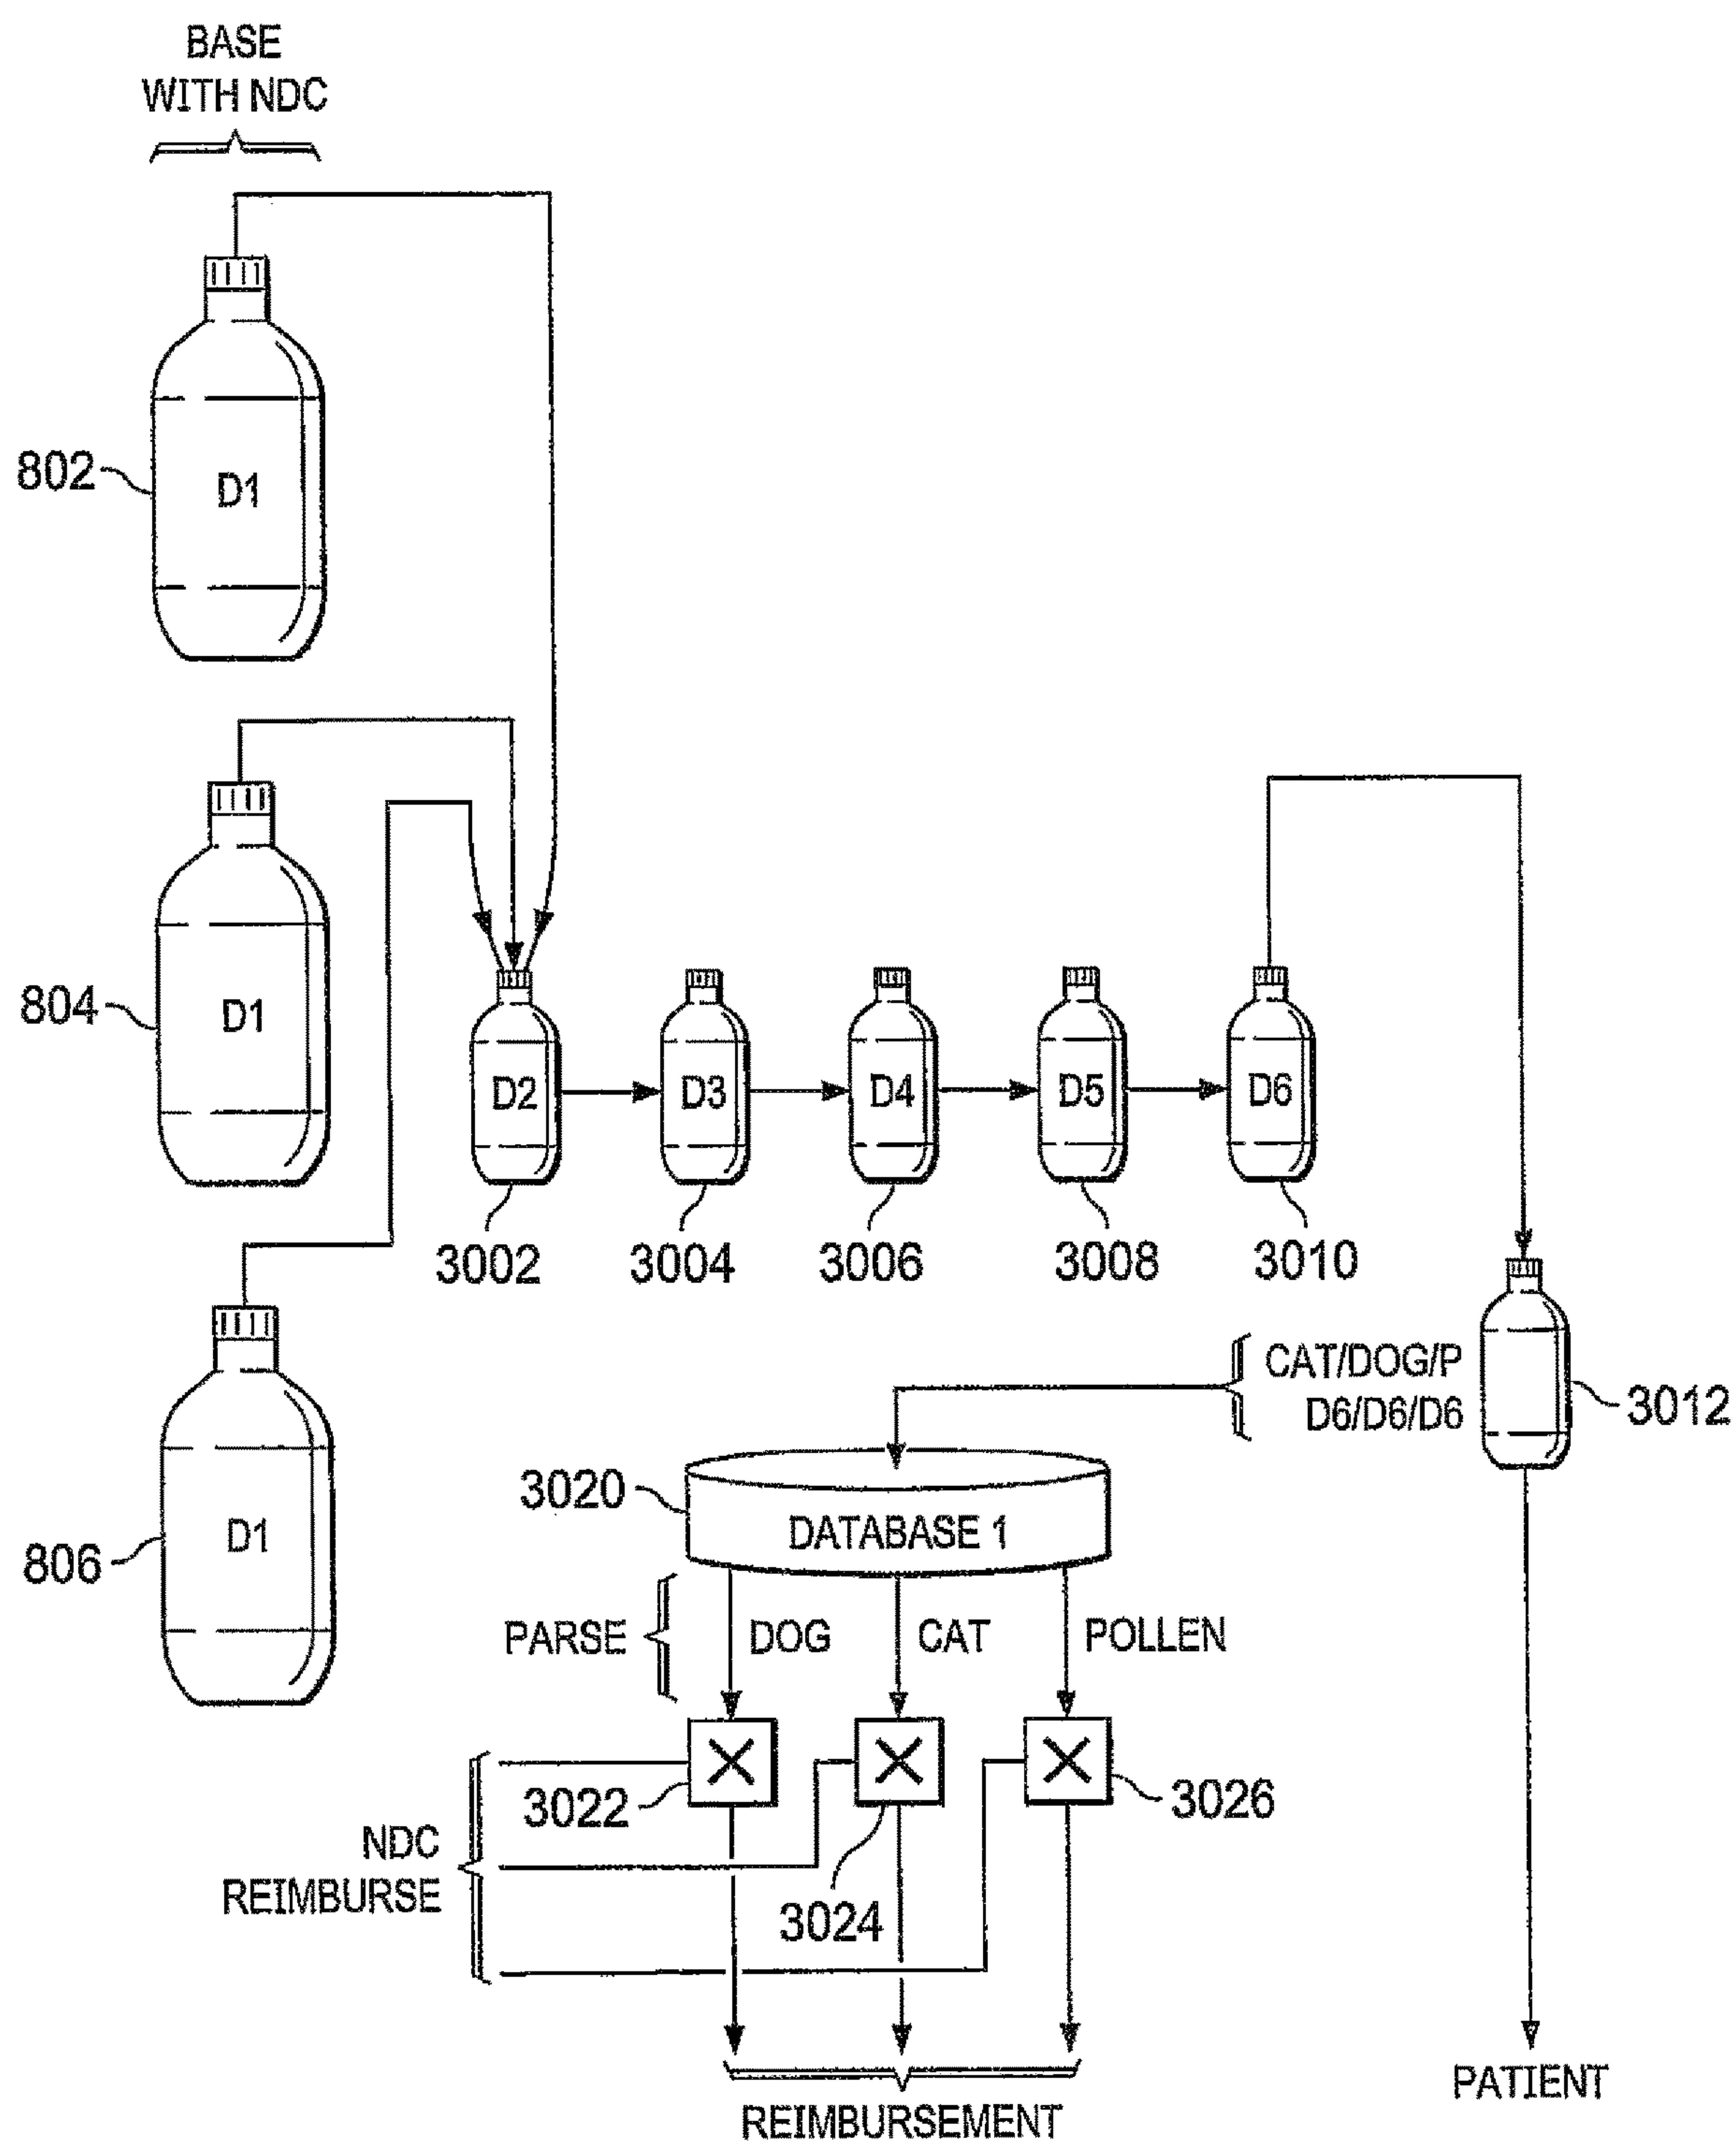 BASE
WITH NDC
802
D1
804
D1
D2
D3
D4
D5
D6
3002
3004
3006
3008
3010
806
D1
CAT/DOG/P
D6/D6/D6
3012
3020
DATABASE 1
PARSE
DOG
CAT
POLLEN
3022
3024
3026
NDC
REIMBURSE
REIMBURSEMENT
PATIENT